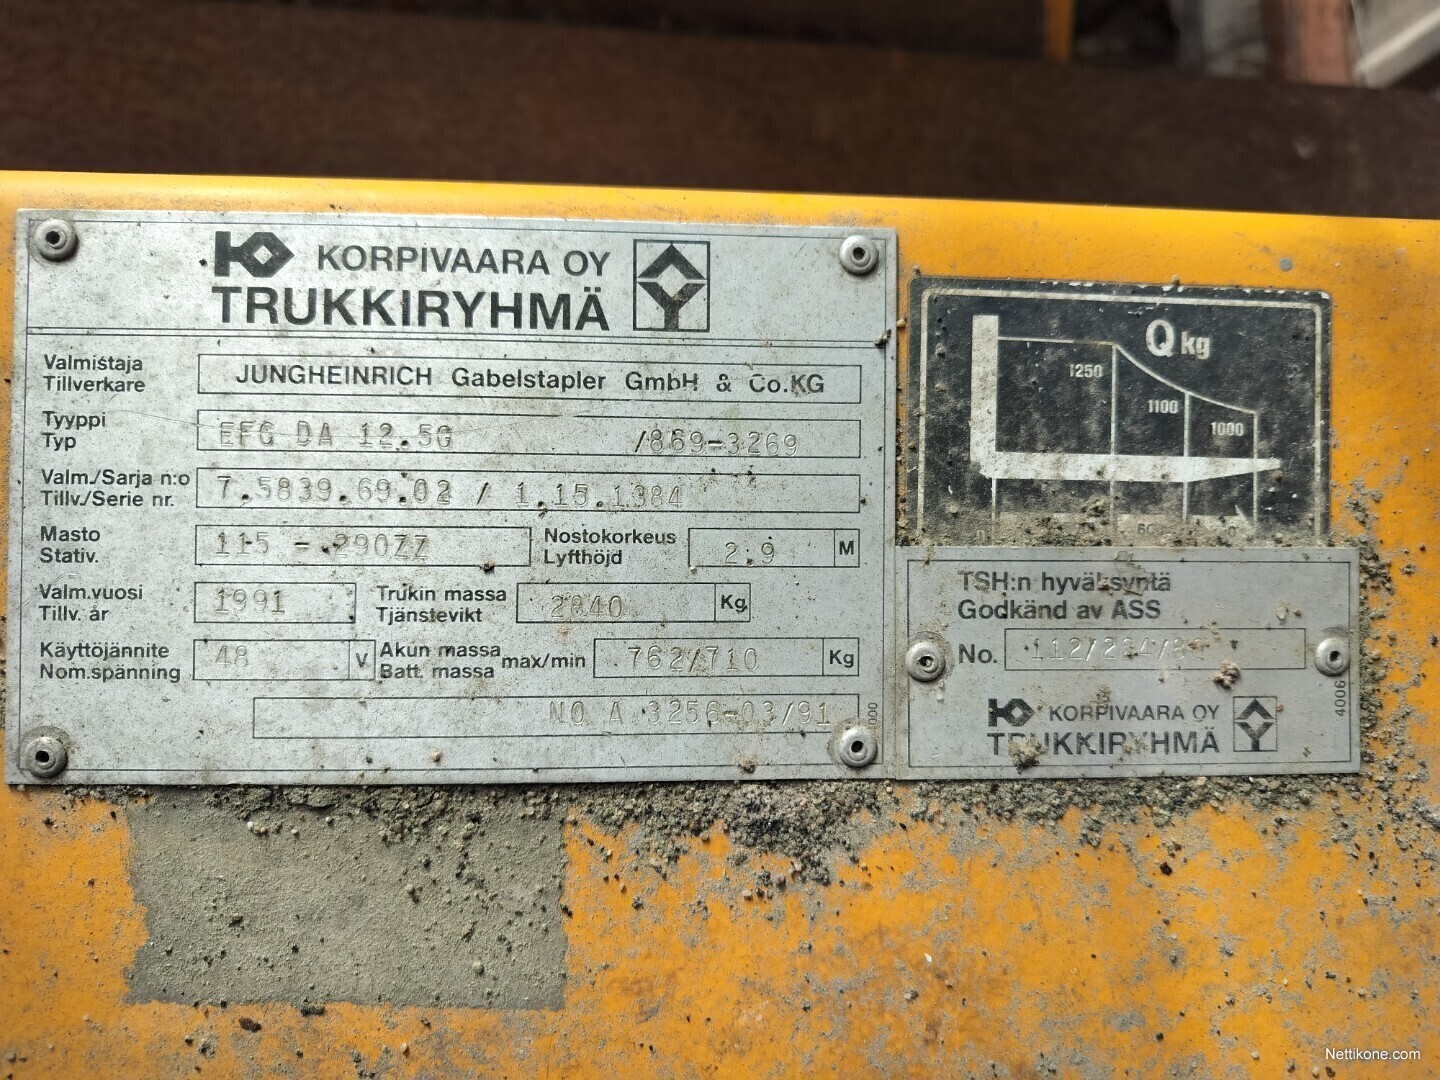 KORPIVAARA OY
TRUKKIRYHMÄ
Valmistaja
Tillverkare
JUNGHEINRICH Gabelstapler GmbH & Co.KG
Tyyppi
Typ
EFG DA 12.5G /869-3269
Valm./Sarja n:o
Tillv./Serie nr.
7.5839.69.02 / 1.15.1384
Masto
Stativ.
115 - 290ZZ
Nostokorkeus
Lyfthöjd
2.9 M
Valm.vuosi
Tillv. år
1991
Trukin massa
Tjänstevikt
2840 Kg
Käyttöjännite
Nom.spänning
48 V
Akun massa
Batt. massa
max/min
762/710 Kg
NO A 3256-03/91
Q kg
1250
1100
1000
TSH:n hyväksyntä
Godkänd av ASS
No.
KORPIVAARA OY
TRUKKIRYHMÄ
4006
Nettikone.com